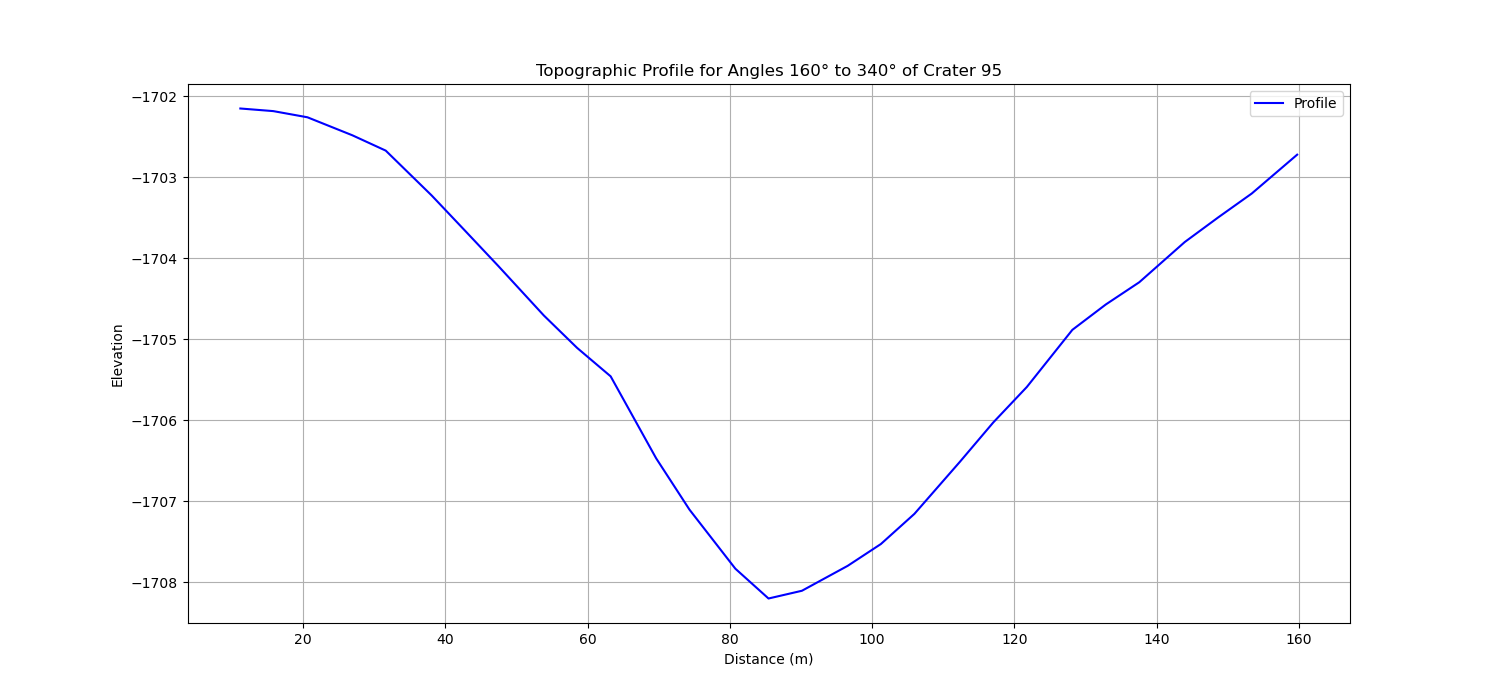 Topographic Profile for Angles 160° to 340° of Crater 95
Profile
−1702
−1703
−1704
−1705
−1706
−1707
−1708
Elevation
20 40 60 80 100 120 140 160
Distance (m)